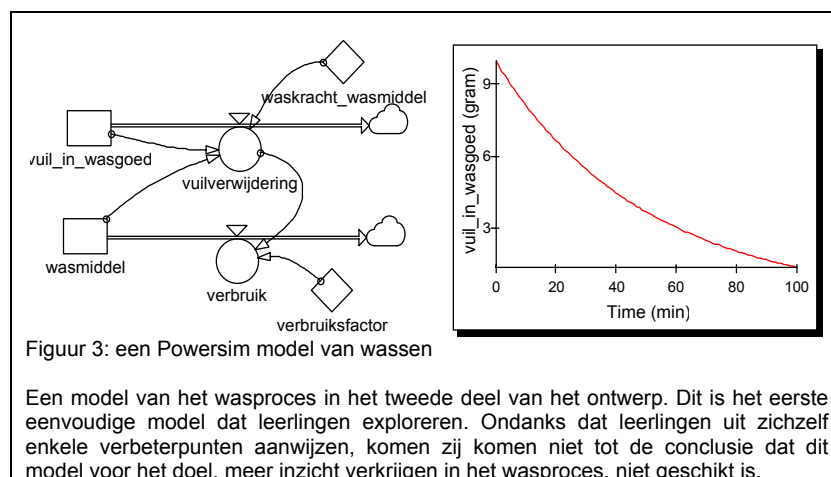 waskracht_wasmiddel
vuil_in_wasgoed
vuilverwijdering
wasmiddel
verbruik
verbruiksfactor
vuil_in_wasgoed (gram)
9
6
3
0 20 40 60 80 100
Time (min)
Figuur 3: een Powersim model van wassen
Een model van het wasproces in het tweede deel van het ontwerp. Dit is het eerste
eenvoudige model dat leerlingen exploreren. Ondanks dat leerlingen uit zichzelf
enkele verbeterpunten aanwijzen, komen zij komen niet tot de conclusie dat dit
model voor het doel, meer inzicht verkrijgen in het wasproces, niet geschikt is.